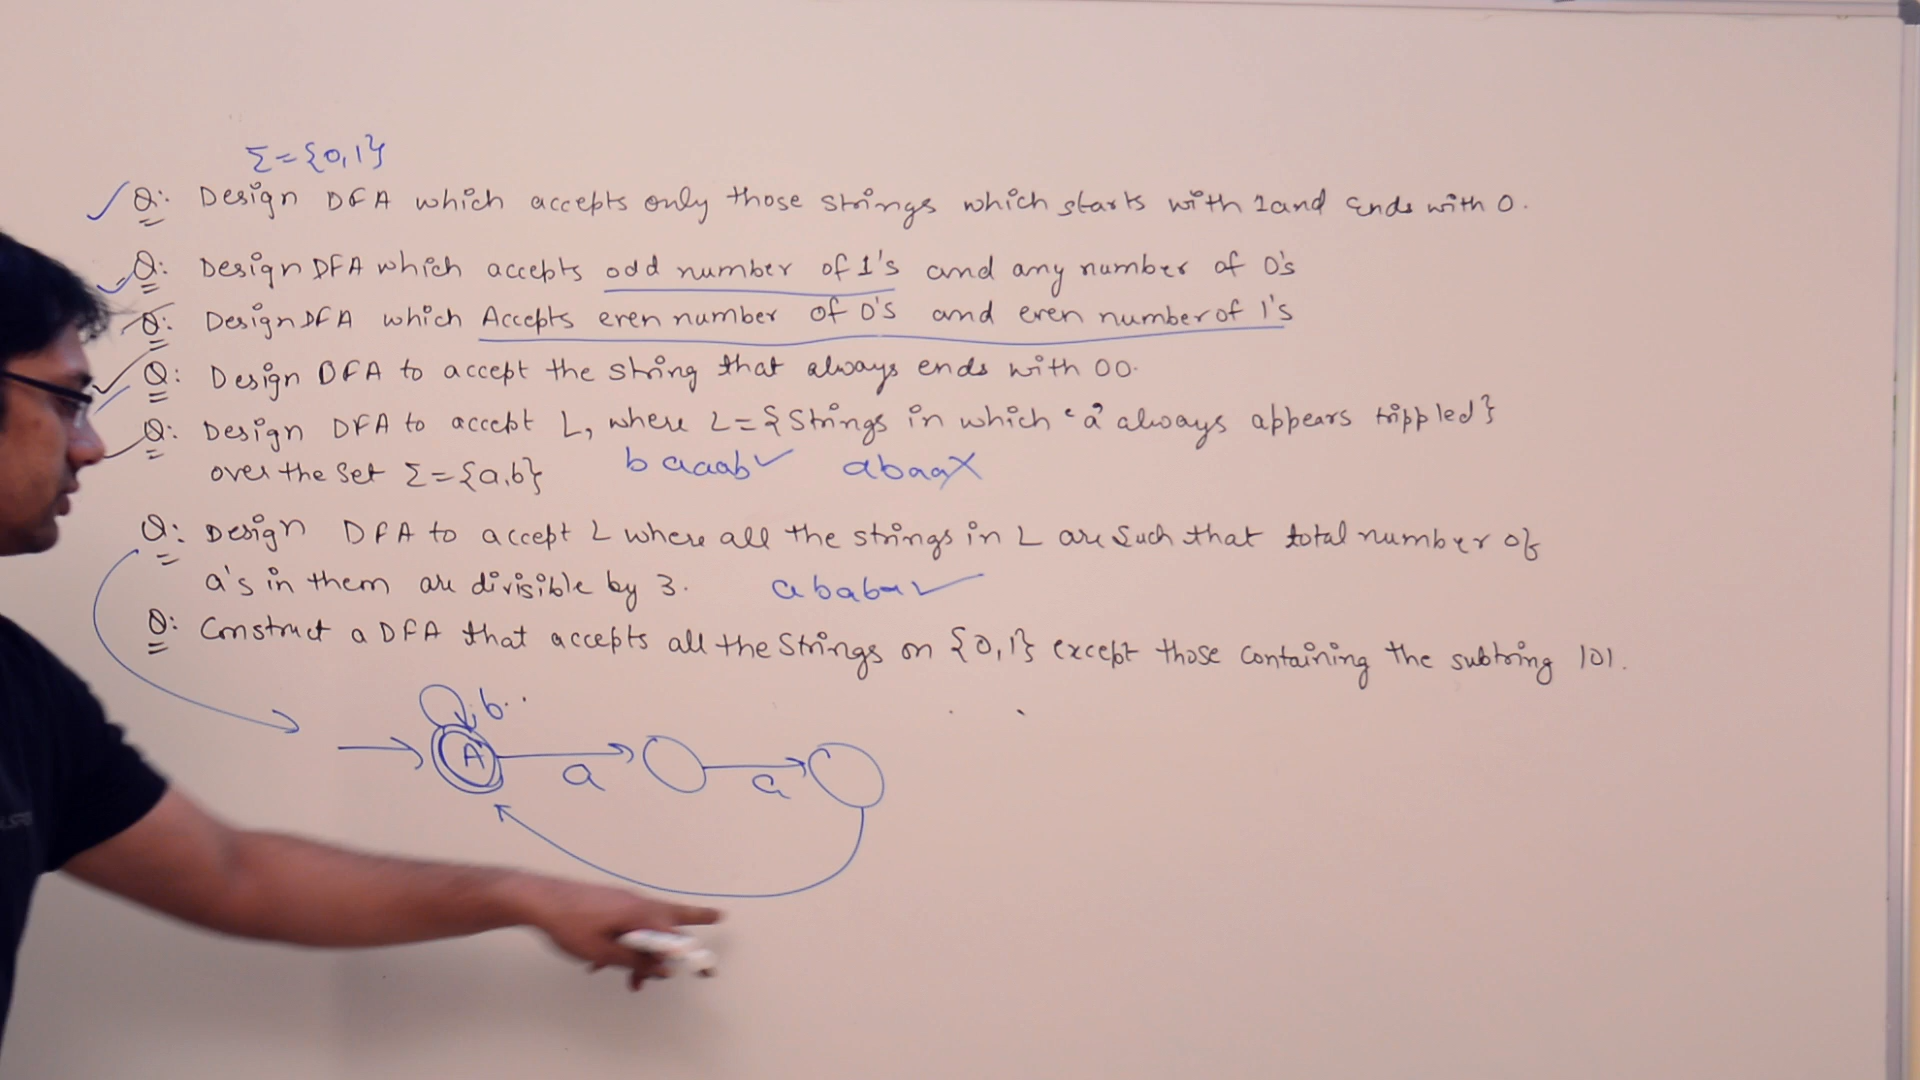 Σ={0,1}
Q: Design DFA which accepts only those strings which starts with 1 and Ends with 0.
Q: Design DFA which accepts odd number of 1's and any number of 0's
Q: Design DFA which Accepts even number of 0's and even number of 1's
Q: Design DFA to accept the string that always ends with 00.
Q: Design DFA to accept L, where L={Strings in which 'a' always appears trippled}
over the set Σ={a,b} baaab✓ abaa✗
Q: Design DFA to accept L where all the strings in L are such that total number of
a's in them are divisible by 3. ababa✓
Q: Construct a DFA that accepts all the strings on {0,1} except those containing the subtring 101.
b
A
a a